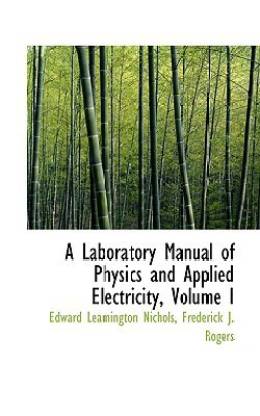 A Laboratory Manual of
Physics and Applied
Electricity, Volume I
Edward Leamington Nichols, Frederick J.
Rogers